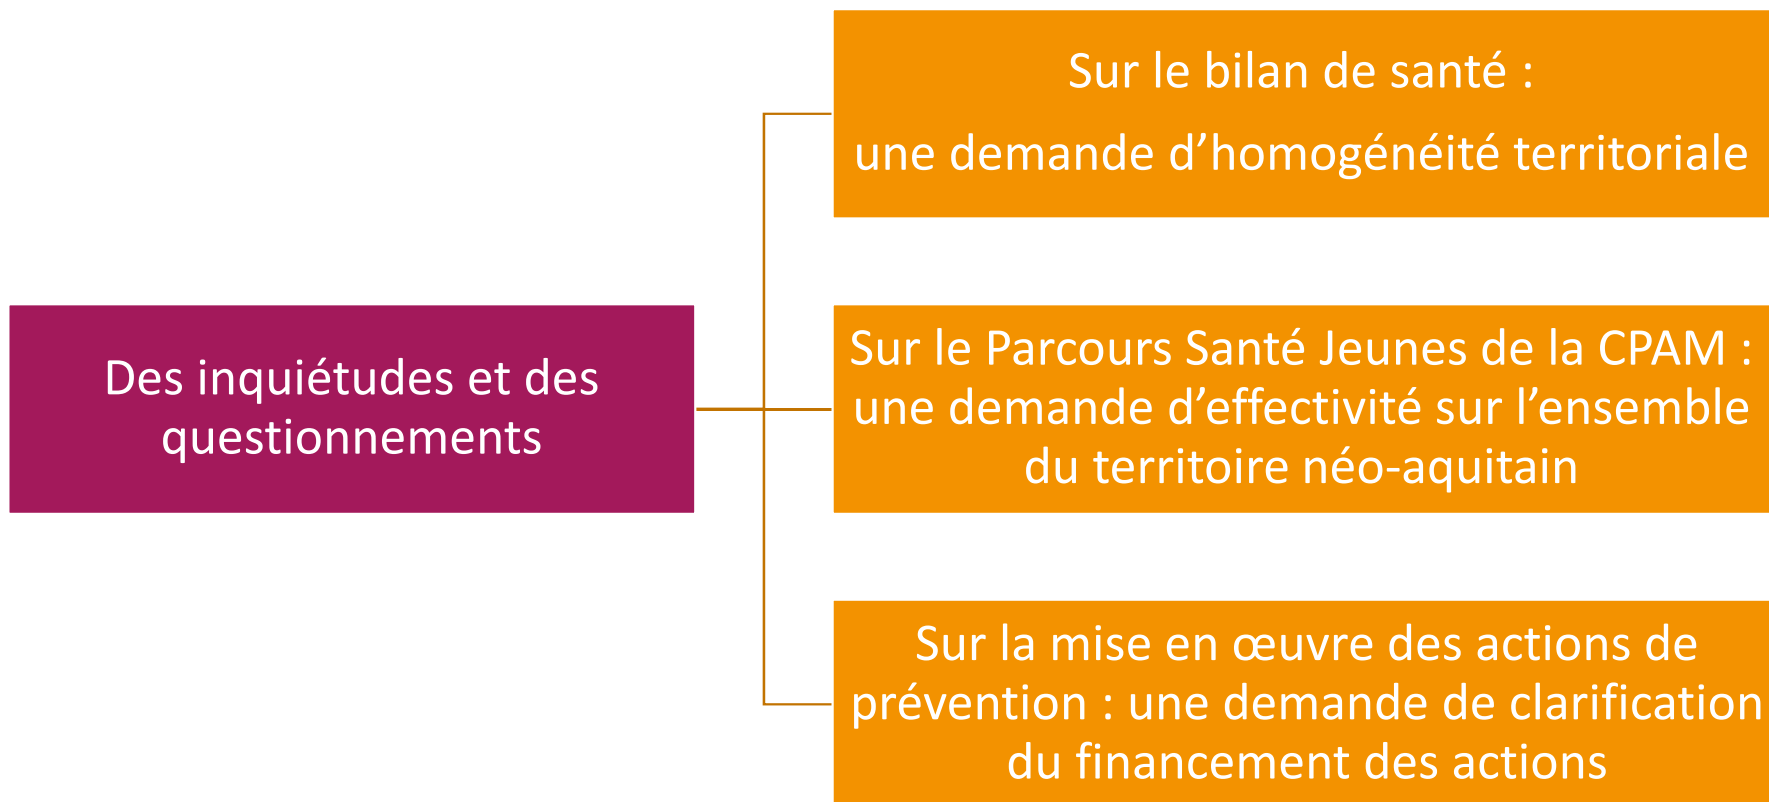 Sur le bilan de santé :
une demande d’homogénéité territoriale
Des inquiétudes et des
questionnements
Sur le Parcours Santé Jeunes de la CPAM :
une demande d’effectivité sur l’ensemble
du territoire néo-aquitain
Sur la mise en œuvre des actions de
prévention : une demande de clarification
du financement des actions